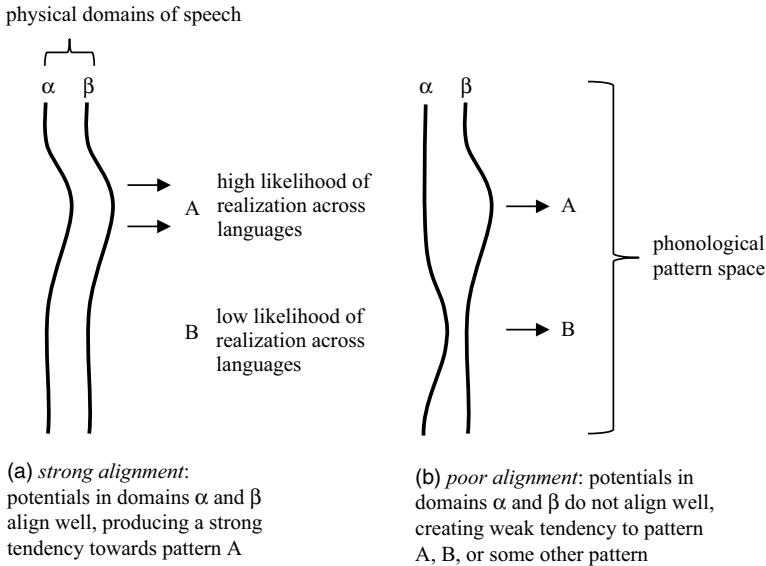 physical domains of speech
α β
high likelihood of
A realization across
languages
low likelihood of
B realization across
languages
(a) strong alignment:
potentials in domains α and β
align well, producing a strong
tendency towards pattern A
α β
A
B
phonological
pattern space
(b) poor alignment: potentials in
domains α and β do not align well,
creating weak tendency to pattern
A, B, or some other pattern